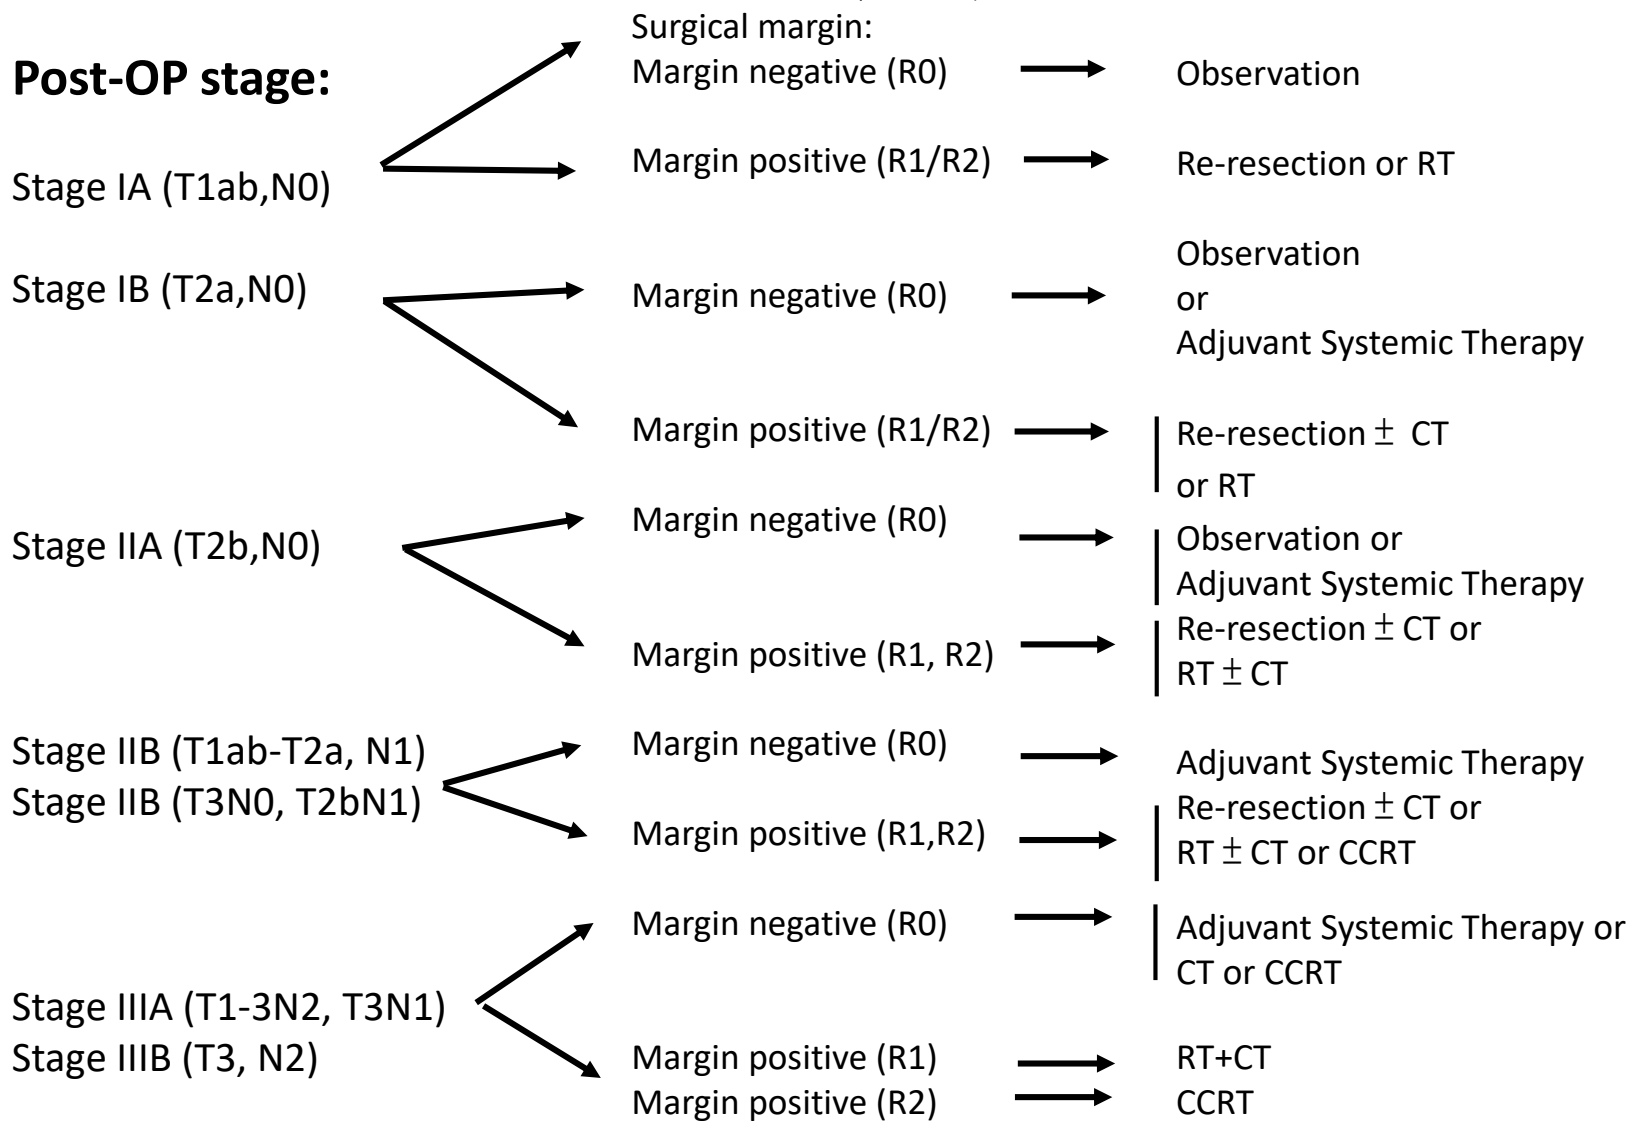 Surgical margin:
Post-OP stage:
Margin negative (R0)
Observation
Stage IA (T1ab,N0)
Margin positive (R1/R2)
Re-resection or RT
Stage IB (T2a,N0)
Margin negative (R0)
Observation
or
Adjuvant Systemic Therapy
Margin positive (R1/R2)
Re-resection ± CT
or RT
Stage IIA (T2b,N0)
Margin negative (R0)
Observation or
Adjuvant Systemic Therapy
Margin positive (R1, R2)
Re-resection ± CT or
RT ± CT
Stage IIB (T1ab-T2a, N1)
Stage IIB (T3N0, T2bN1)
Margin negative (R0)
Adjuvant Systemic Therapy
Margin positive (R1,R2)
Re-resection ± CT or
RT ± CT or CCRT
Stage IIIA (T1-3N2, T3N1)
Stage IIIB (T3, N2)
Margin negative (R0)
Adjuvant Systemic Therapy or
CT or CCRT
Margin positive (R1)
RT+CT
Margin positive (R2)
CCRT